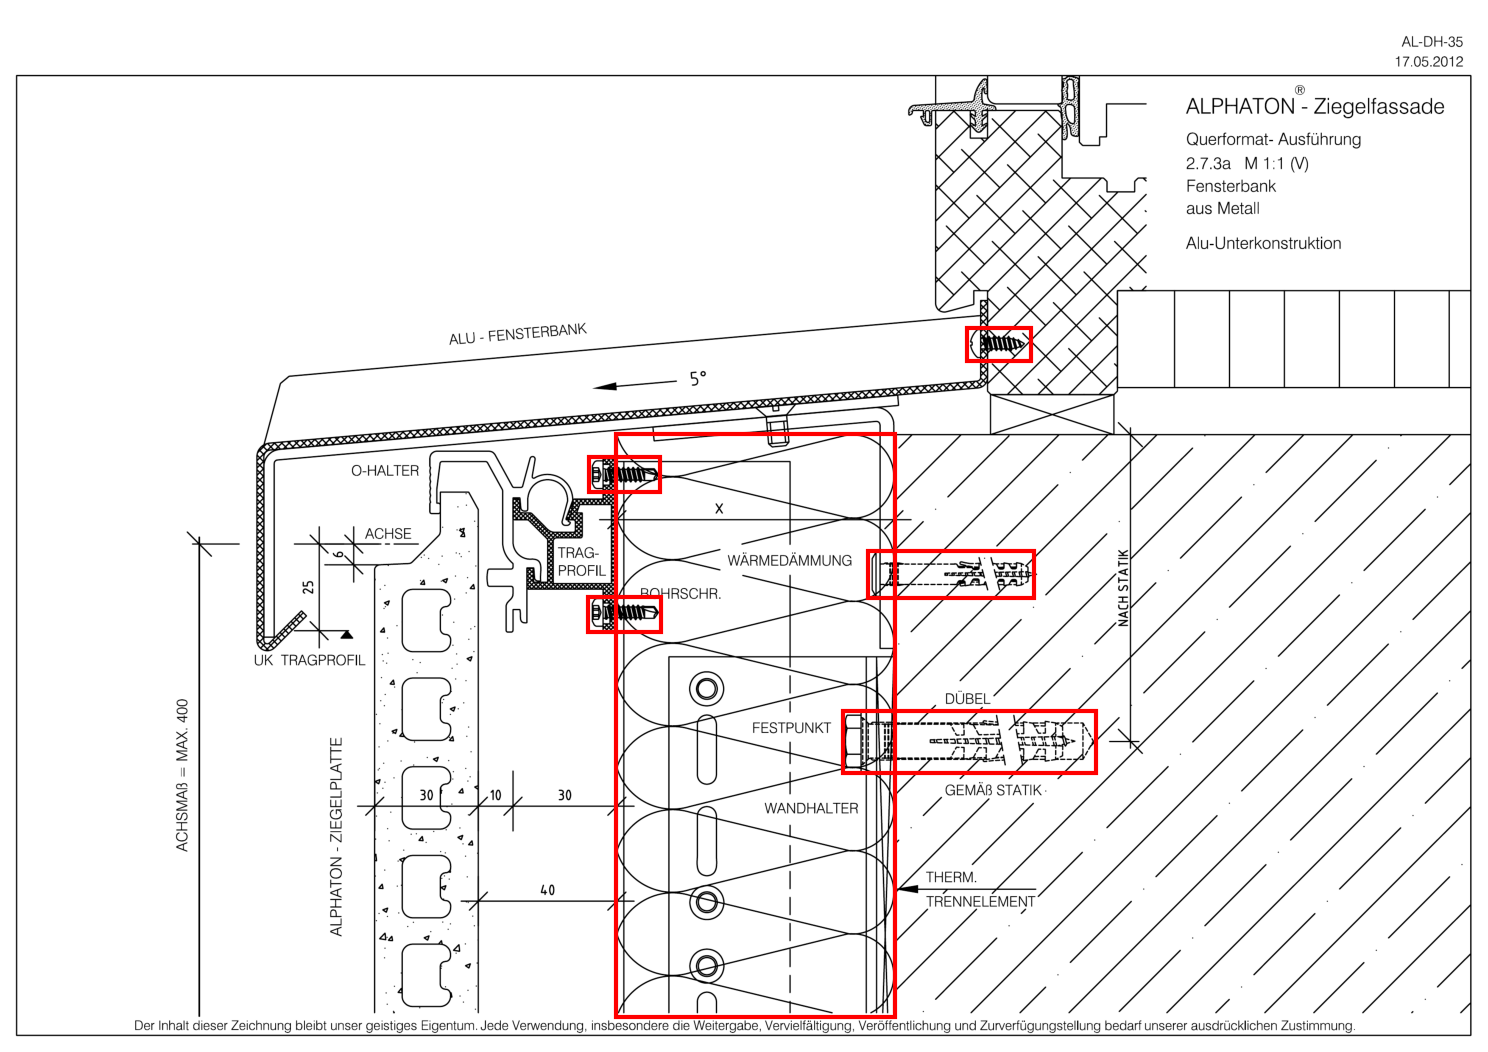 AL-DH-35
17.05.2012
ALPHATON® - Ziegelfassade
Querformat- Ausführung
2.7.3a M 1:1 (V)
Fensterbank
aus Metall
Alu-Unterkonstruktion
ALU - FENSTERBANK
5°
O-HALTER
ACHSE
6
25
TRAG-
PROFIL
X
WÄRMEDÄMMUNG
BOHRSCHR.
NACH STATIK
UK TRAGPROFIL
DÜBEL
FESTPUNKT
GEMÄß STATIK
WANDHALTER
ACHSMAß = MAX. 400
ALPHATON - ZIEGELPLATTE
30
10
30
40
THERM.
TRENNELEMENT
Der Inhalt dieser Zeichnung bleibt unser geistiges Eigentum. Jede Verwendung, insbesondere die Weitergabe, Vervielfältigung, Veröffentlichung und Zurverfügungstellung bedarf unserer ausdrücklichen Zustimmung.